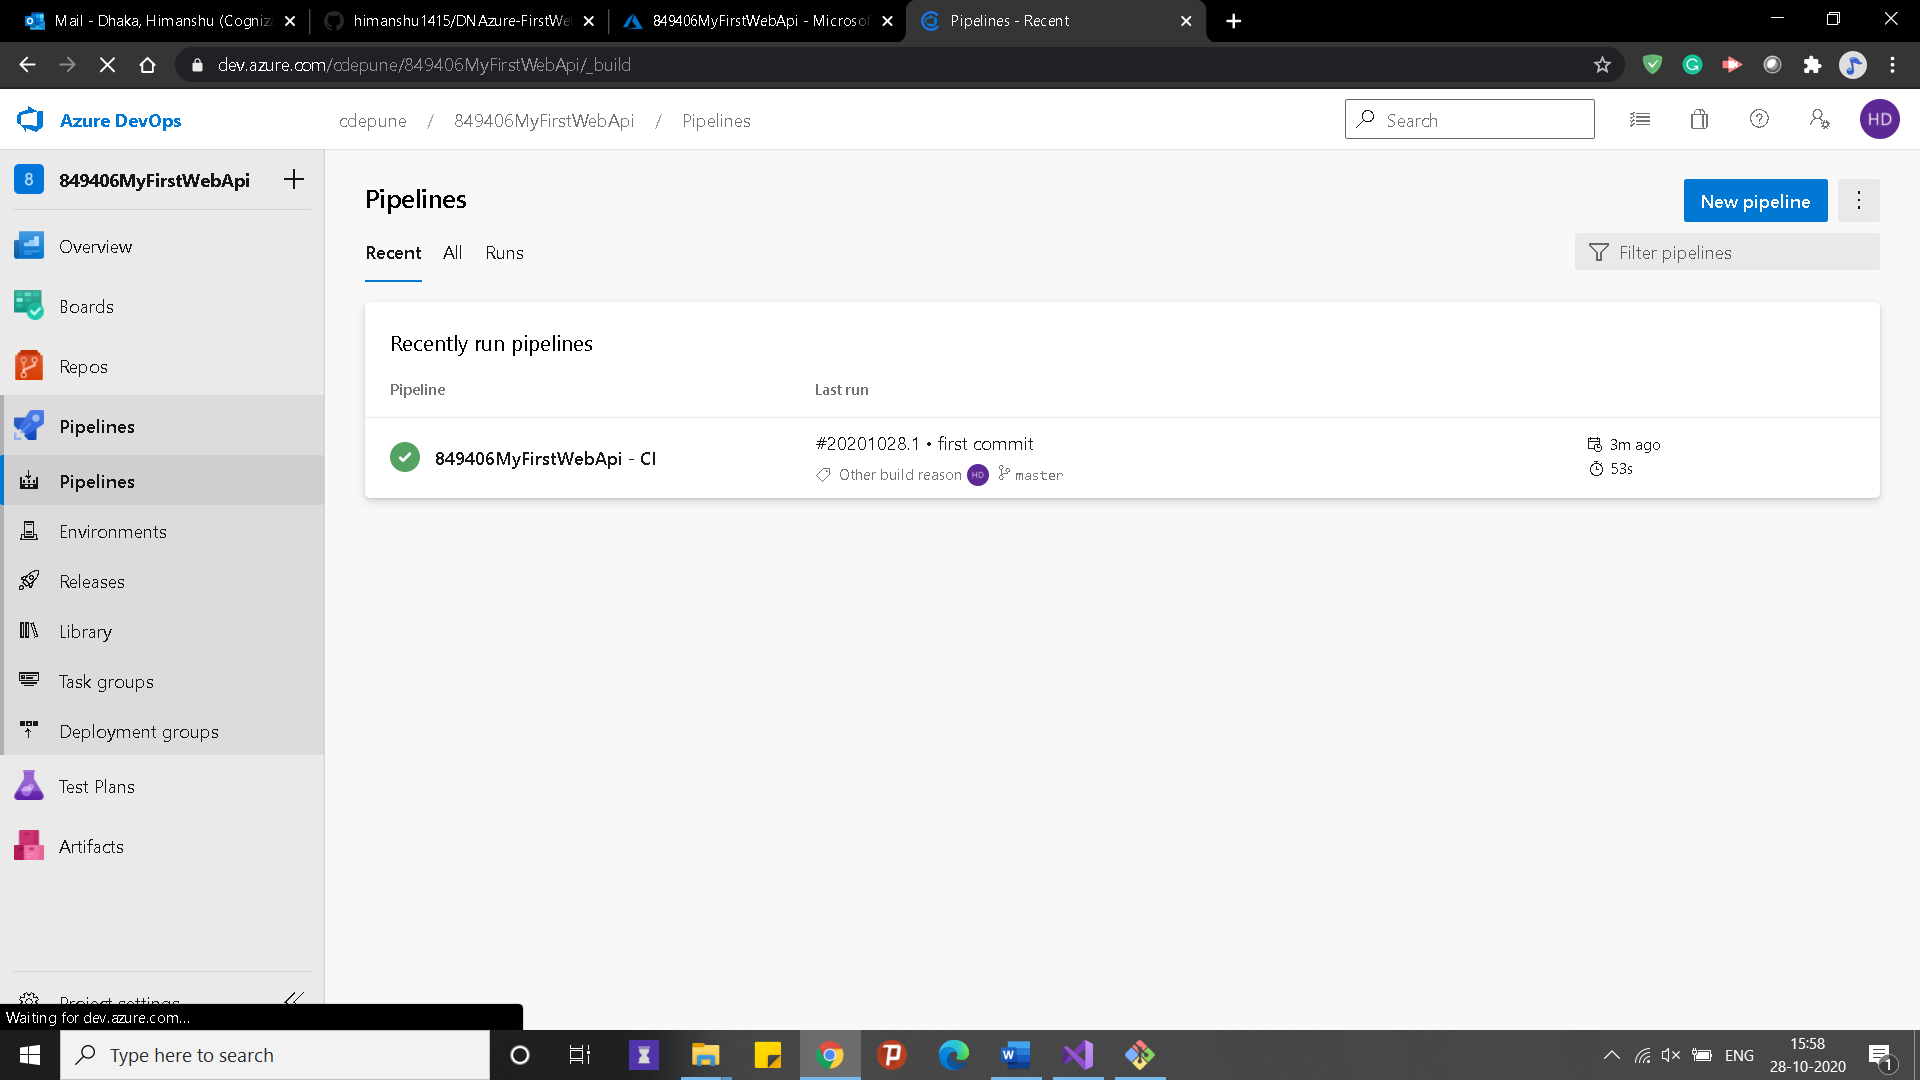 Mail - Dhaka, Himanshu (Cogniza
himanshu1415/DNAzure-FirstWe
849406MyFirstWebApi - Microsof
Pipelines - Recent
dev.azure.com/cdepune/849406MyFirstWebApi/_build
Azure DevOps
cdepune / 849406MyFirstWebApi / Pipelines
Search
HD
8 849406MyFirstWebApi
Overview
Boards
Repos
Pipelines
Pipelines
Environments
Releases
Library
Task groups
Deployment groups
Test Plans
Artifacts
Project settings
Waiting for dev.azure.com...
Pipelines
New pipeline
Recent All Runs
Filter pipelines
Recently run pipelines
Pipeline Last run
849406MyFirstWebApi - CI
#20201028.1 • first commit
Other build reason HD master
3m ago
53s
Type here to search
ENG
15:58
28-10-2020
1